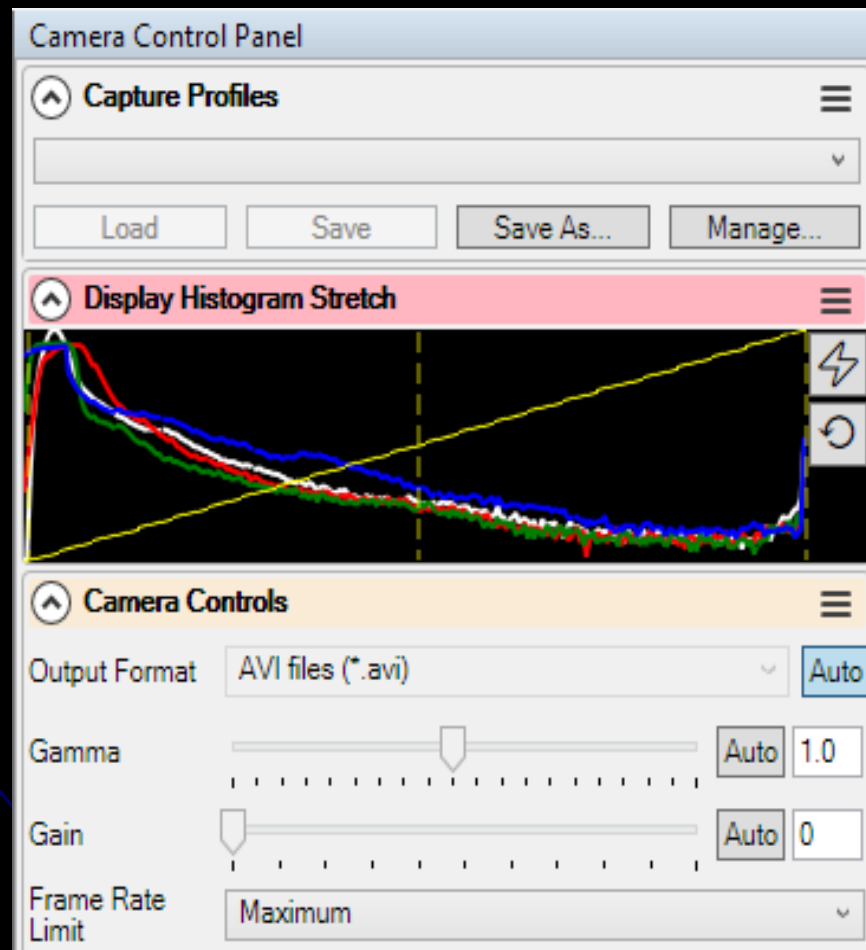 Camera Control Panel
Capture Profiles
Load Save Save As... Manage...
Display Histogram Stretch
Camera Controls
Output Format AVI files (*.avi) Auto
Gamma Auto 1.0
Gain Auto 0
Frame Rate
Limit
Maximum